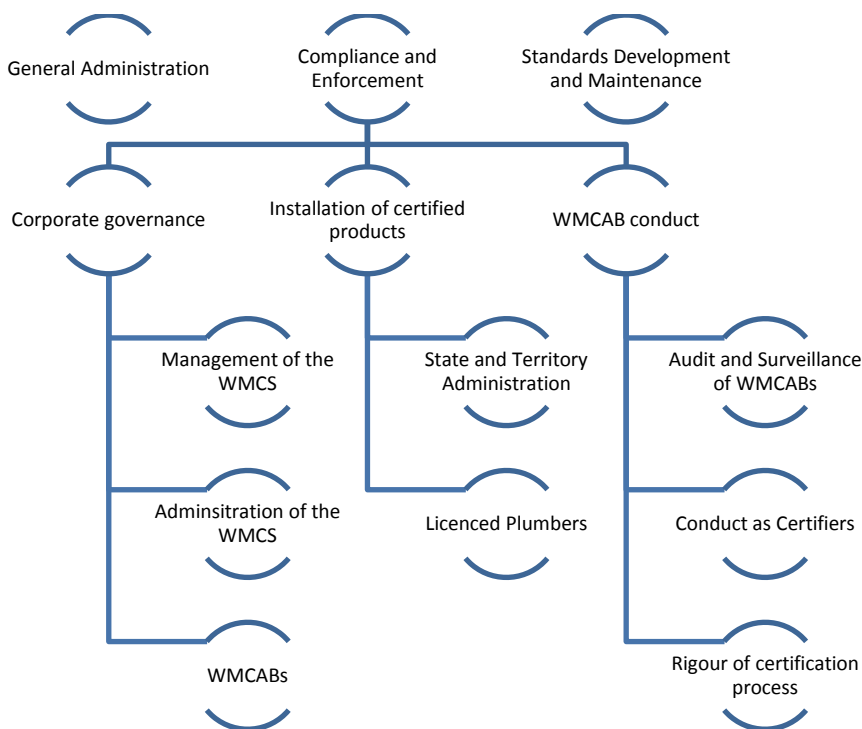 General Administration
Compliance and
Enforcement
Standards Development
and Maintenance
Corporate governance
Installation of certified
products
WMCAB conduct
Management of the
WMCS
State and Territory
Administration
Audit and Surveillance
of WMCABs
Adminsitration of the
WMCS
Licenced Plumbers
Conduct as Certifiers
WMCABs
Rigour of certification
process